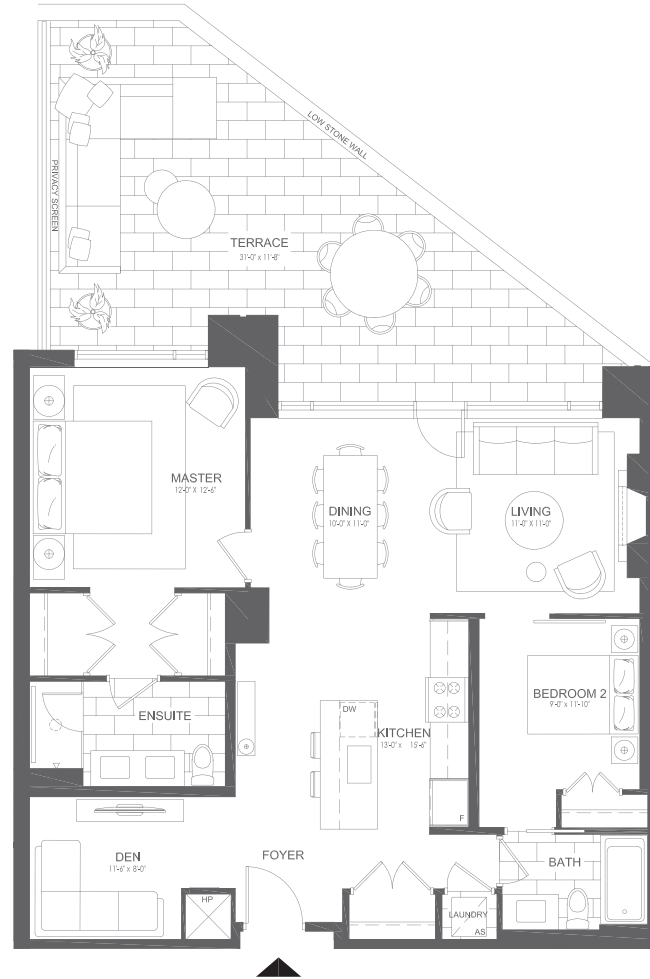 LOW STONE WALL
PRIVACY SCREEN
TERRACE
31'-0" x 11'-8"
MASTER
12'-0" X 12'-6"
DINING
10'-0" X 11'-0"
LIVING
11'-0" X 11'-0"
BEDROOM 2
9'-0" x 11'-10"
ENSUITE
DW
KITCHEN
13'-0" x 15'-6"
F
DEN
11'-6" x 8'-0"
FOYER
BATH
HP
LAUNDRY
AS